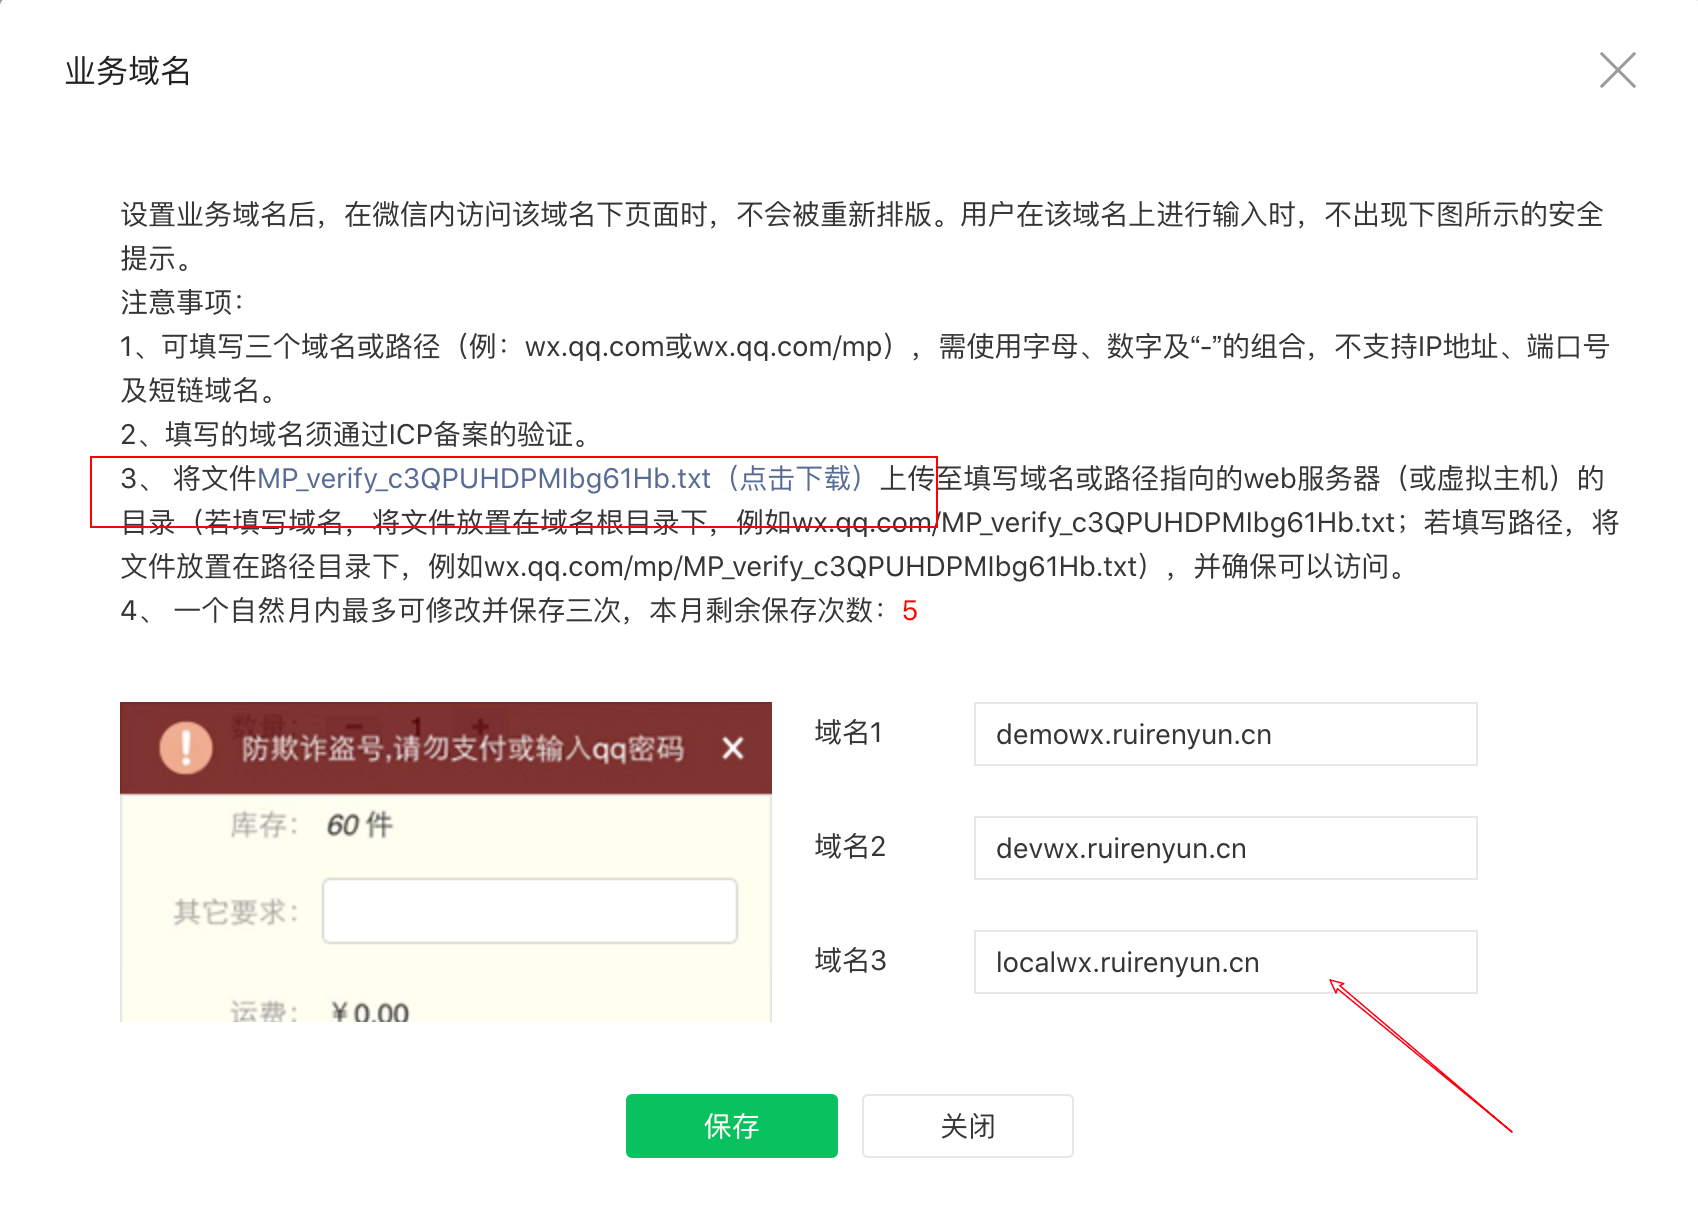 业务域名
设置业务域名后，在微信内访问该域名下页面时，不会被重新排版。用户在该域名上进行输入时，不出现下图所示的安全
提示。
注意事项：
1、可填写三个域名或路径（例：wx.qq.com或wx.qq.com/mp），需使用字母、数字及“-”的组合，不支持IP地址、端口号
及短链域名。
2、填写的域名须通过ICP备案的验证。
3、 将文件MP_verify_c3QPUHDPMIbg61Hb.txt（点击下载）上传至填写域名或路径指向的web服务器（或虚拟主机）的
目录（若填写域名，将文件放置在域名根目录下，例如wx.qq.com/MP_verify_c3QPUHDPMIbg61Hb.txt；若填写路径，将
文件放置在路径目录下，例如wx.qq.com/mp/MP_verify_c3QPUHDPMIbg61Hb.txt），并确保可以访问。
4、 一个自然月内最多可修改并保存三次，本月剩余保存次数：5
数量： − 1 +
防欺诈盗号,请勿支付或输入qq密码
库存： 60 件
其它要求：
运费： ￥0.00
域名1 demowx.ruirenyun.cn
域名2 devwx.ruirenyun.cn
域名3 localwx.ruirenyun.cn
保存 关闭